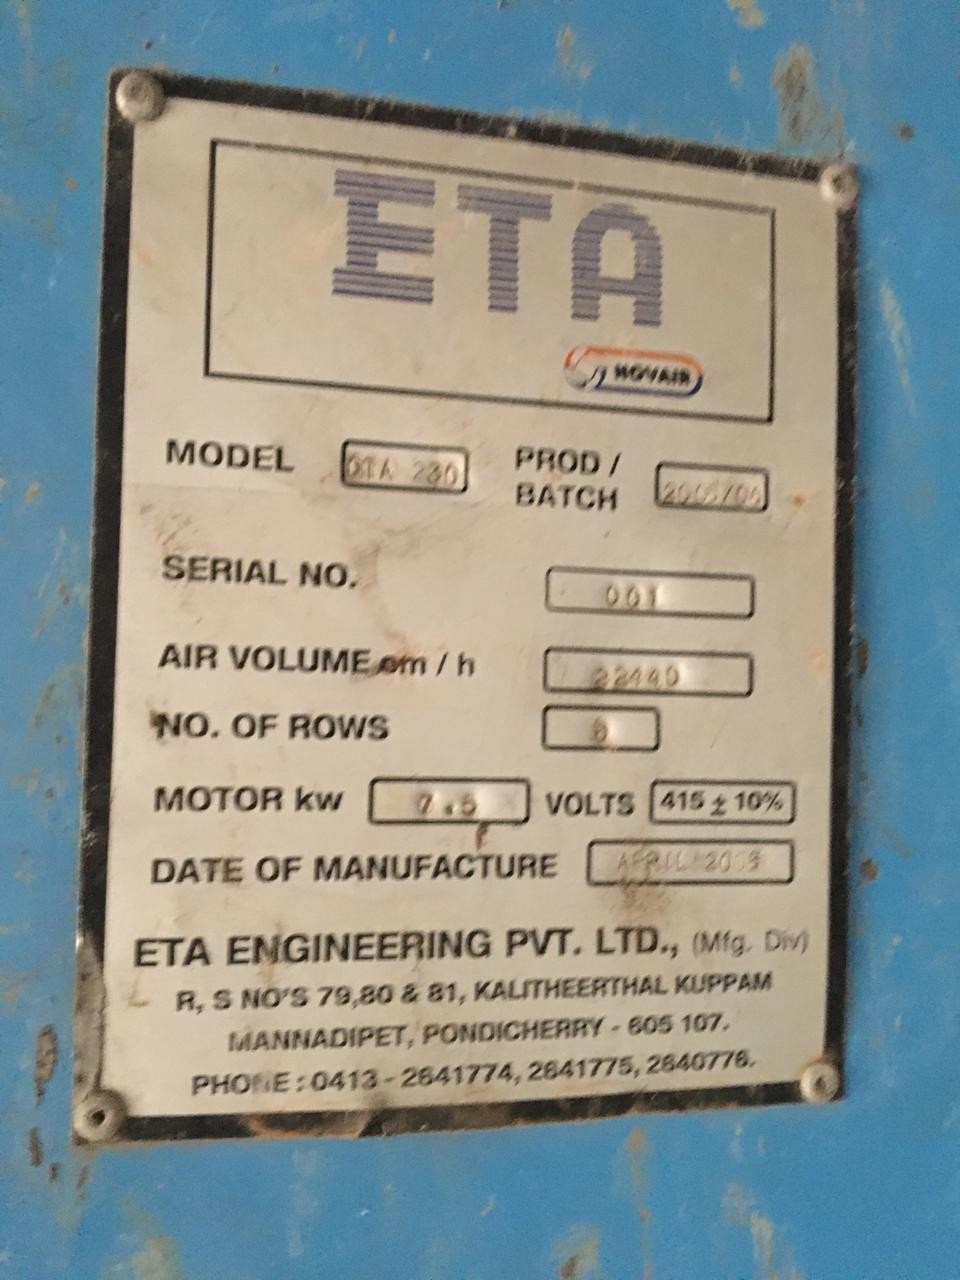 ETA
NOVAIR
MODEL 230 PROD /
BATCH
SERIAL NO. 001
AIR VOLUME cm / h 22440
NO. OF ROWS
MOTOR kw 7.5 VOLTS 415 ± 10%
DATE OF MANUFACTURE APRIL
ETA ENGINEERING PVT. LTD., (Mfg. Div)
R, S NO'S 79,80 & 81, KALITHEERTHAL KUPPAM
MANNADIPET, PONDICHERRY - 605 107.
PHONE : 0413 - 2641774, 2641775, 2640776.